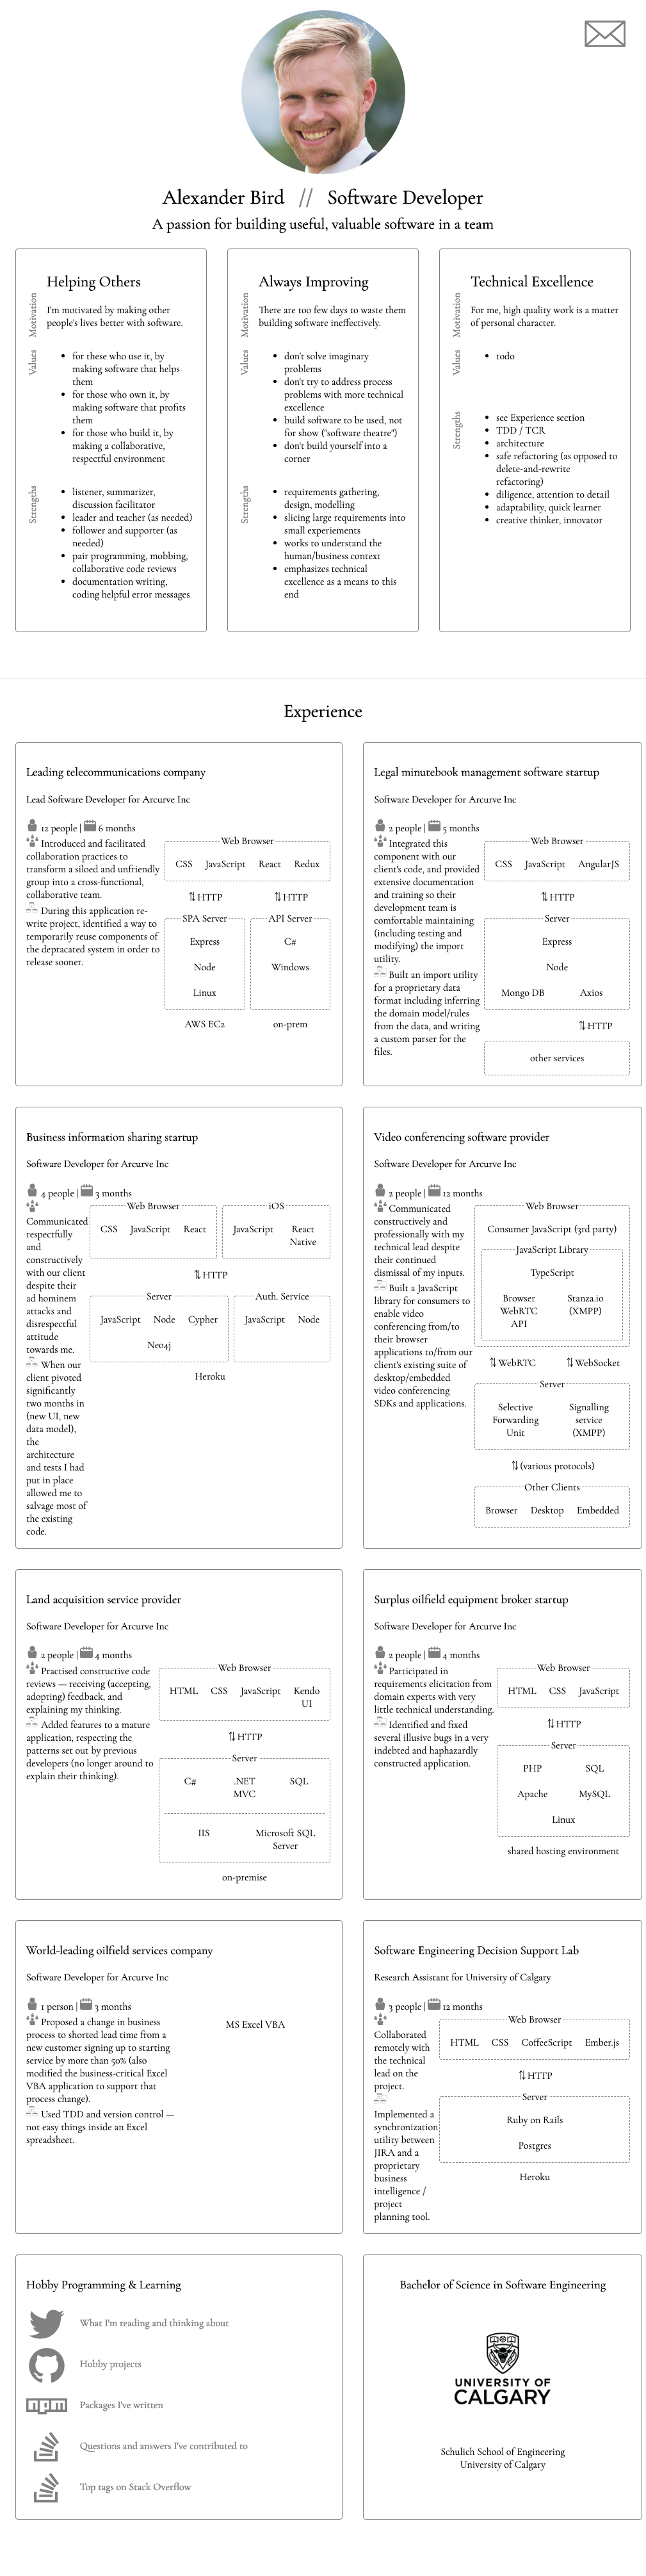 Alexander Bird // Software Developer
A passion for building useful, valuable software in a team
Helping Others
Motivation
I'm motivated by making other
people's lives better with software.
Values
for these who use it, by
making software that helps
them
for those who own it, by
making software that profits
them
for those who build it, by
making a collaborative,
respectful environment
Strengths
listener, summarizer,
discussion facilitator
leader and teacher (as needed)
follower and supporter (as
needed)
pair programming, mobbing,
collaborative code reviews
documentation writing,
coding helpful error messages
Always Improving
Motivation
There are too few days to waste them
building software ineffectively.
Values
don't solve imaginary
problems
don't try to address process
problems with more technical
excellence
build software to be used, not
for show ("software theatre")
don't build yourself into a
corner
Strengths
requirements gathering,
design, modelling
slicing large requirements into
small experiements
works to understand the
human/business context
emphasizes technical
excellence as a means to this
end
Technical Excellence
Motivation
For me, high quality work is a matter
of personal character.
Values
todo
Strengths
see Experience section
TDD / TCR
architecture
safe refactoring (as opposed to
delete-and-rewrite
refactoring)
diligence, attention to detail
adaptability, quick learner
creative thinker, innovator
Experience
Leading telecommunications company
Lead Software Developer for Arcurve Inc
12 people | 6 months
Introduced and facilitated
collaboration practices to
transform a siloed and unfriendly
group into a cross-functional,
collaborative team.
During this application re-
write project, identified a way to
temporarily reuse components of
the depracated system in order to
release sooner.
Web Browser
CSS JavaScript React Redux
⇅ HTTP ⇅ HTTP
SPA Server API Server
Express C#
Node Windows
Linux
AWS EC2 on-prem
Legal minutebook management software startup
Software Developer for Arcurve Inc
2 people | 5 months
Integrated this
component with our
client's code, and provided
extensive documentation
and training so their
development team is
comfortable maintaining
(including testing and
modifying) the import
utility.
Built an import utility
for a proprietary data
format including inferring
the domain model/rules
from the data, and writing
a custom parser for the
files.
Web Browser
CSS JavaScript AngularJS
⇅ HTTP
Server
Express
Node
Mongo DB Axios
⇅ HTTP
other services
Business information sharing startup
Software Developer for Arcurve Inc
4 people | 3 months
Communicated
respectfully
and
constructively
with our client
despite their
ad hominem
attacks and
disrespectful
attitude
towards me.
When our
client pivoted
significantly
two months in
(new UI, new
data model),
the
architecture
and tests I had
put in place
allowed me to
salvage most of
the existing
code.
Web Browser iOS
CSS JavaScript React JavaScript React
Native
⇅ HTTP
Server Auth. Service
JavaScript Node Cypher JavaScript Node
Neo4j
Heroku
Video conferencing software provider
Software Developer for Arcurve Inc
2 people | 12 months
Communicated
constructively and
professionally with my
technical lead despite
their continued
dismissal of my inputs.
Built a JavaScript
library for consumers to
enable video
conferencing from/to
their browser
applications to/from our
client's existing suite of
desktop/embedded
video conferencing
SDKs and applications.
Web Browser
Consumer JavaScript (3rd party)
JavaScript Library
TypeScript
Browser Stanza.io
WebRTC (XMPP)
API
⇅ WebRTC ⇅ WebSocket
Server
Selective Signalling
Forwarding service
Unit (XMPP)
⇅ (various protocols)
Other Clients
Browser Desktop Embedded
Land acquisition service provider
Software Developer for Arcurve Inc
2 people | 4 months
Practised constructive code
reviews — receiving (accepting,
adopting) feedback, and
explaining my thinking.
Added features to a mature
application, respecting the
patterns set out by previous
developers (no longer around to
explain their thinking).
Web Browser
HTML CSS JavaScript Kendo
UI
⇅ HTTP
Server
C# .NET SQL
MVC
IIS Microsoft SQL
Server
on-premise
Surplus oilfield equipment broker startup
Software Developer for Arcurve Inc
2 people | 4 months
Participated in
requirements elicitation from
domain experts with very
little technical understanding.
Identified and fixed
several illusive bugs in a very
indebted and haphazardly
constructed application.
Web Browser
HTML CSS JavaScript
⇅ HTTP
Server
PHP SQL
Apache MySQL
Linux
shared hosting environment
World-leading oilfield services company
Software Developer for Arcurve Inc
1 person | 3 months
Proposed a change in business
process to shorted lead time from a
new customer signing up to starting
service by more than 50% (also
modified the business-critical Excel
VBA application to support that
process change).
Used TDD and version control —
not easy things inside an Excel
spreadsheet.
MS Excel VBA
Software Engineering Decision Support Lab
Research Assistant for University of Calgary
3 people | 12 months
Collaborated
remotely with
the technical
lead on the
project.
Implemented a
synchronization
utility between
JIRA and a
proprietary
business
intelligence /
project
planning tool.
Web Browser
HTML CSS CoffeeScript Ember.js
⇅ HTTP
Server
Ruby on Rails
Postgres
Heroku
Hobby Programming & Learning
What I'm reading and thinking about
Hobby projects
npm Packages I've written
Questions and answers I've contributed to
Top tags on Stack Overflow
Bachelor of Science in Software Engineering
UNIVERSITY OF
CALGARY
Schulich School of Engineering
University of Calgary